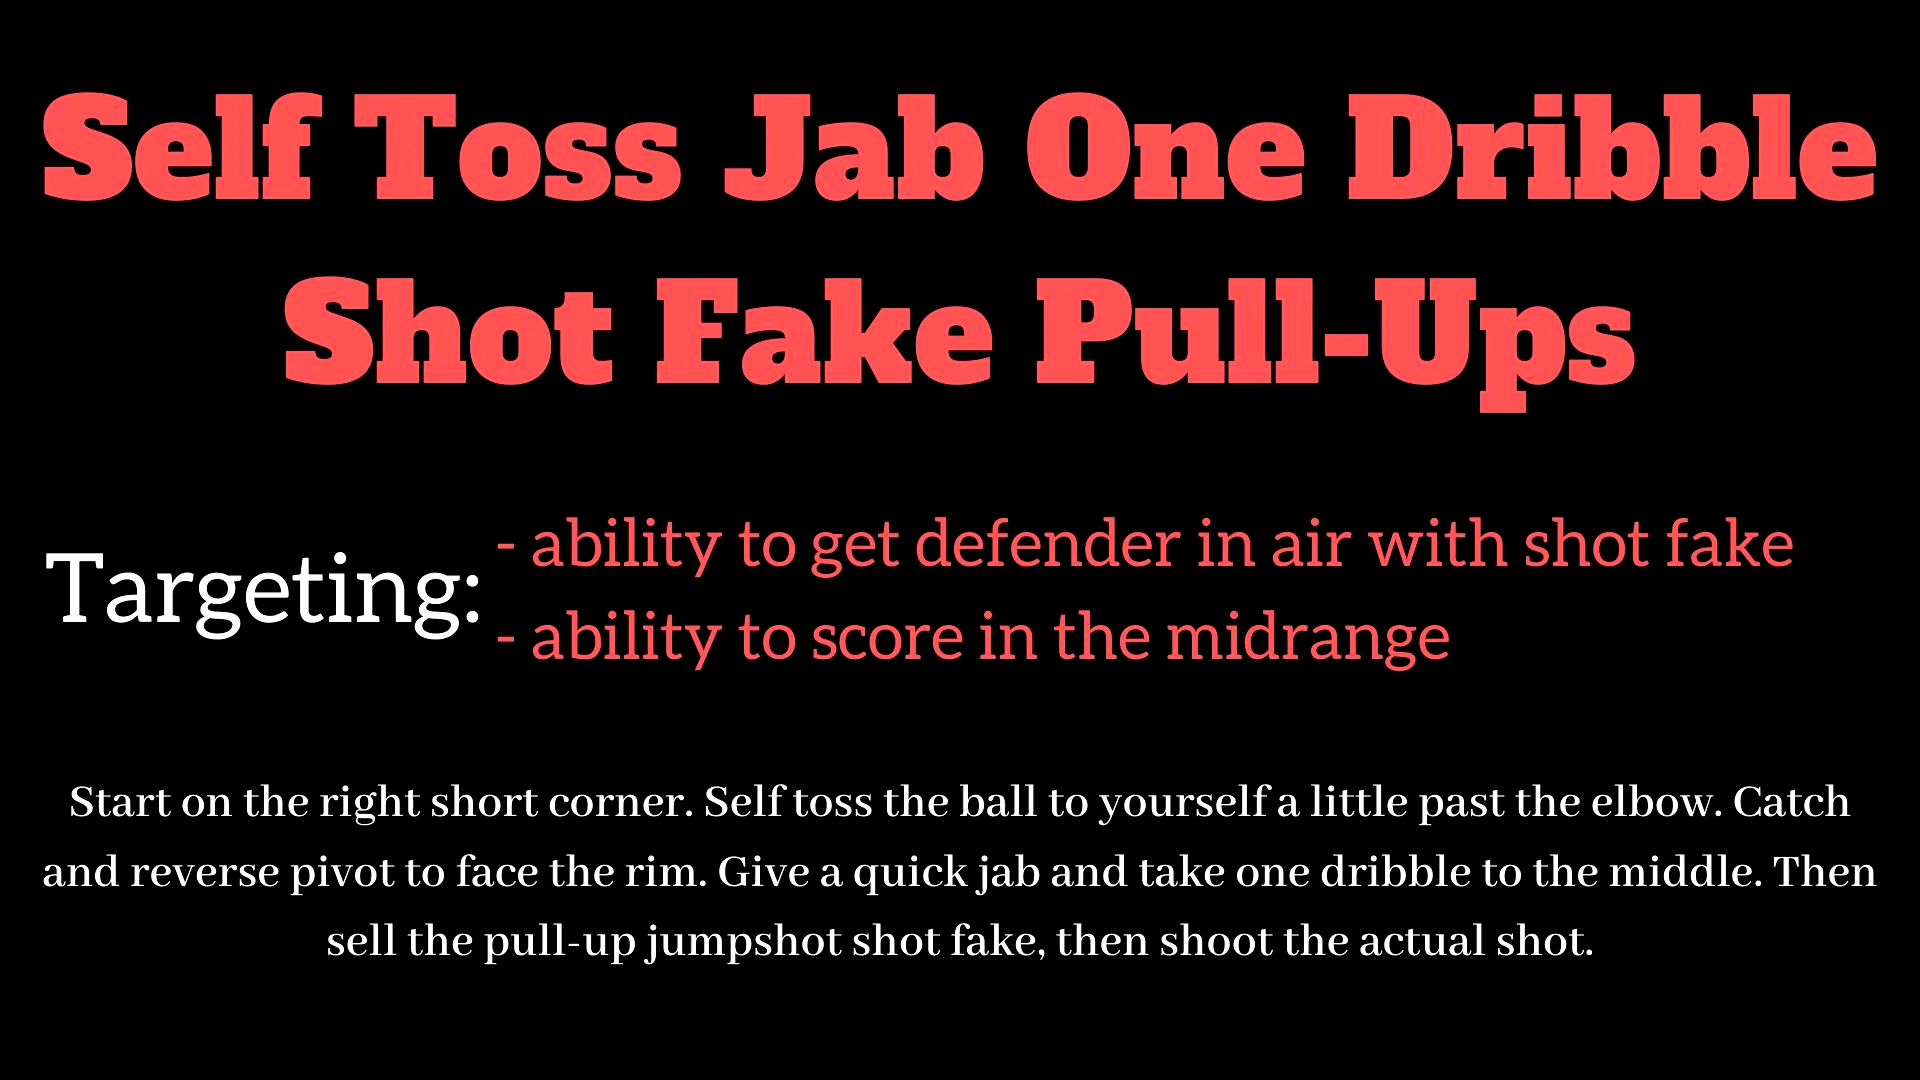 Self Toss Jab One Dribble
Shot Fake Pull-Ups
Targeting:
- ability to get defender in air with shot fake
- ability to score in the midrange
Start on the right short corner. Self toss the ball to yourself a little past the elbow. Catch
and reverse pivot to face the rim. Give a quick jab and take one dribble to the middle. Then
sell the pull-up jumpshot shot fake, then shoot the actual shot.